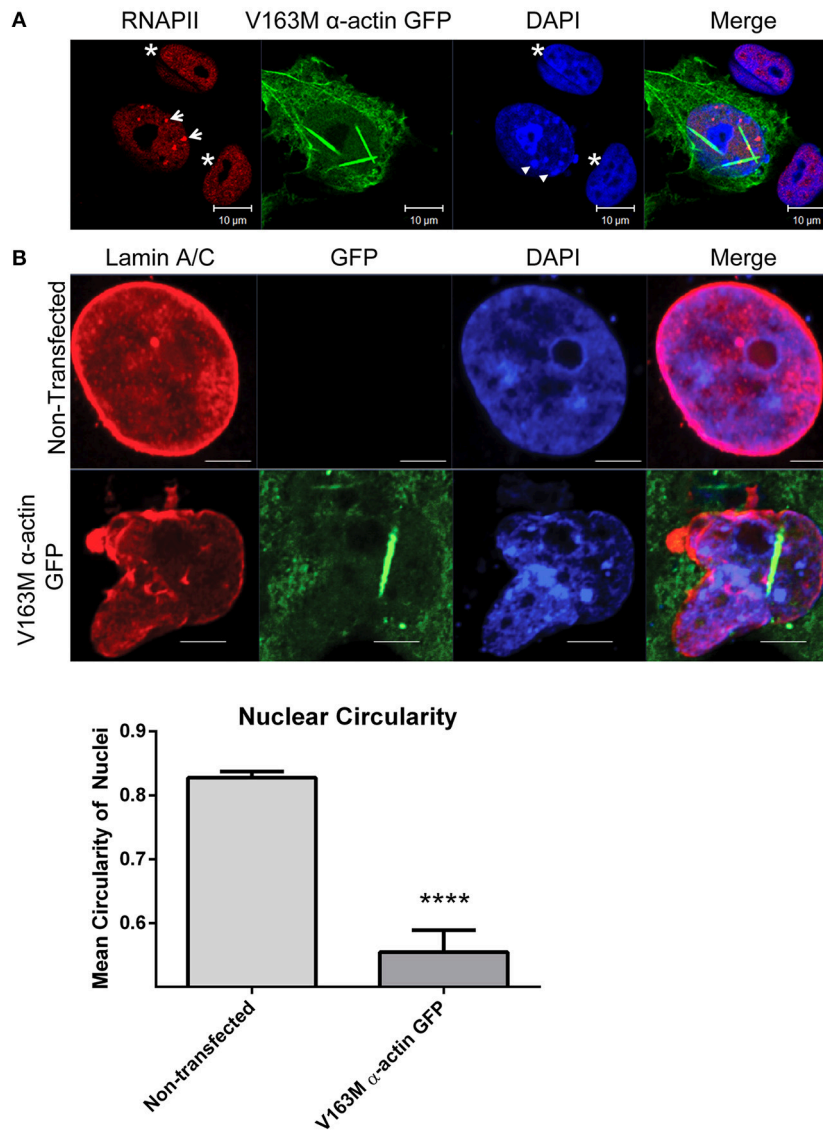 A
RNAPII V163M α-actin GFP DAPI Merge
* * * *
10 µm 10 µm 10 µm 10 µm
B
Lamin A/C GFP DAPI Merge
Non-Transfected
V163M α-actin
GFP
Nuclear Circularity
Mean Circularity of Nuclei
0.9
0.8
0.7
0.6
****
Non-transfected
V163M α-actin GFP